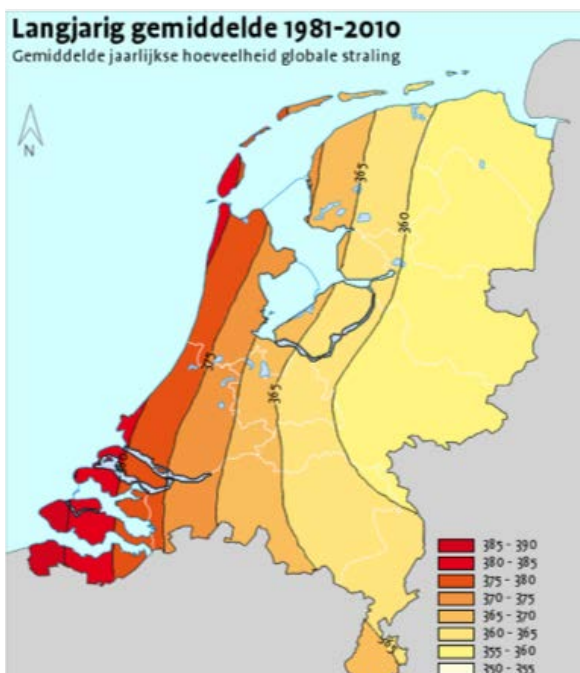 Langjarig gemiddelde 1981-2010
Gemiddelde jaarlijkse hoeveelheid globale straling
N
365
360
375
365
385 - 390
380 - 385
375 - 380
370 - 375
365 - 370
360 - 365
355 - 360
350 - 355